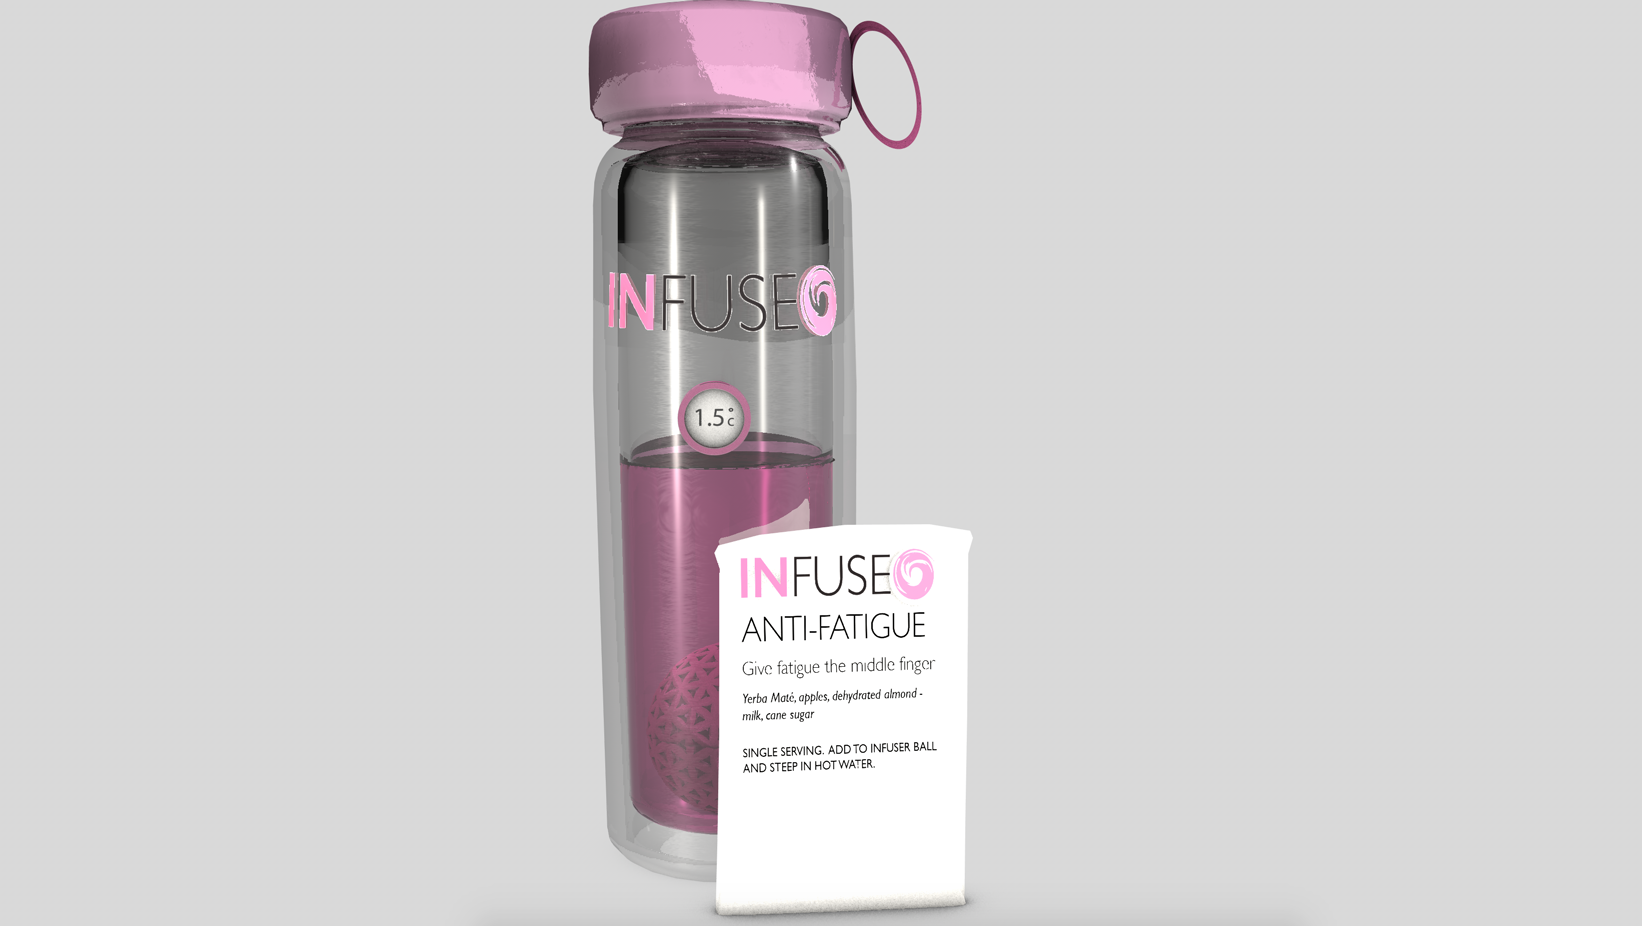 INFUSE
1.5°C
INFUSE
ANTI-FATIGUE
Give fatigue the middle finger
Yerba Maté, apples, dehydrated almond -
milk, cane sugar
SINGLE SERVING. ADD TO INFUSER BALL
AND STEEP IN HOT WATER.